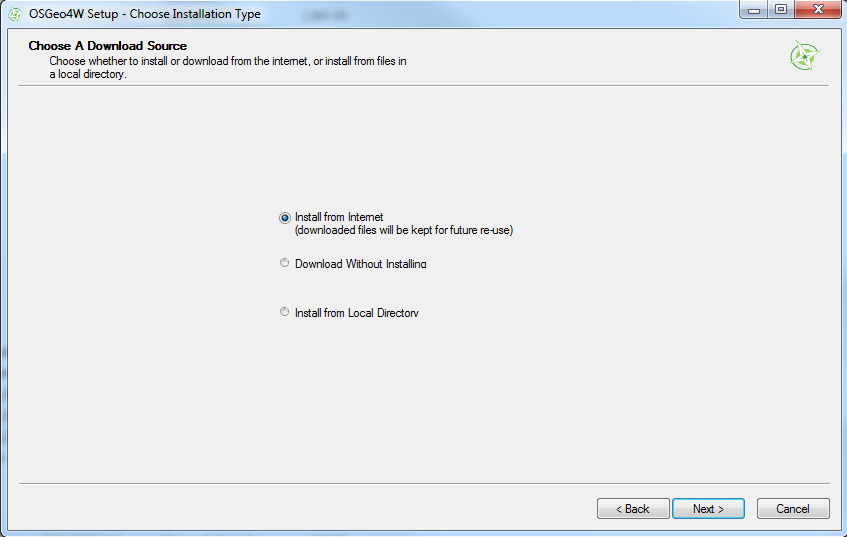 OSGeo4W Setup - Choose Installation Type
Choose A Download Source
Choose whether to install or download from the internet, or install from files in
a local directory.
Install from Internet
(downloaded files will be kept for future re-use)
Download Without Installing
Install from Local Directory
< Back
Next >
Cancel